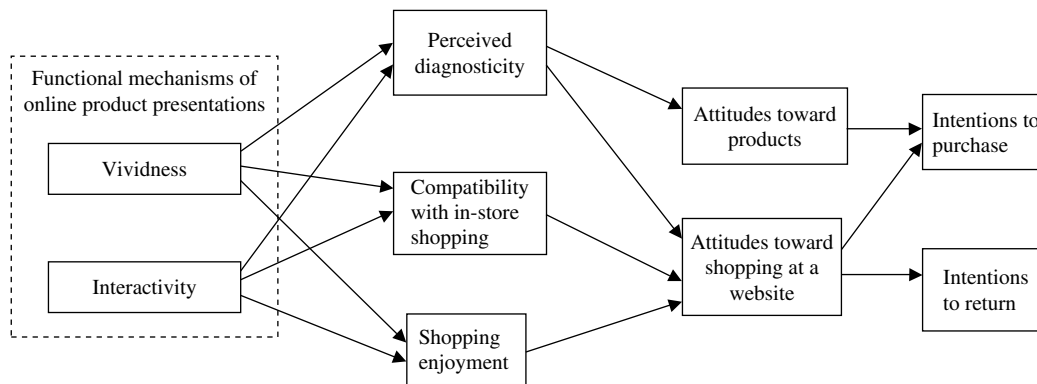 Functional mechanisms of
online product presentations
Vividness
Interactivity
Perceived
diagnosticity
Compatibility
with in-store
shopping
Shopping
enjoyment
Attitudes toward
products
Attitudes toward
shopping at a
website
Intentions to
purchase
Intentions
to return